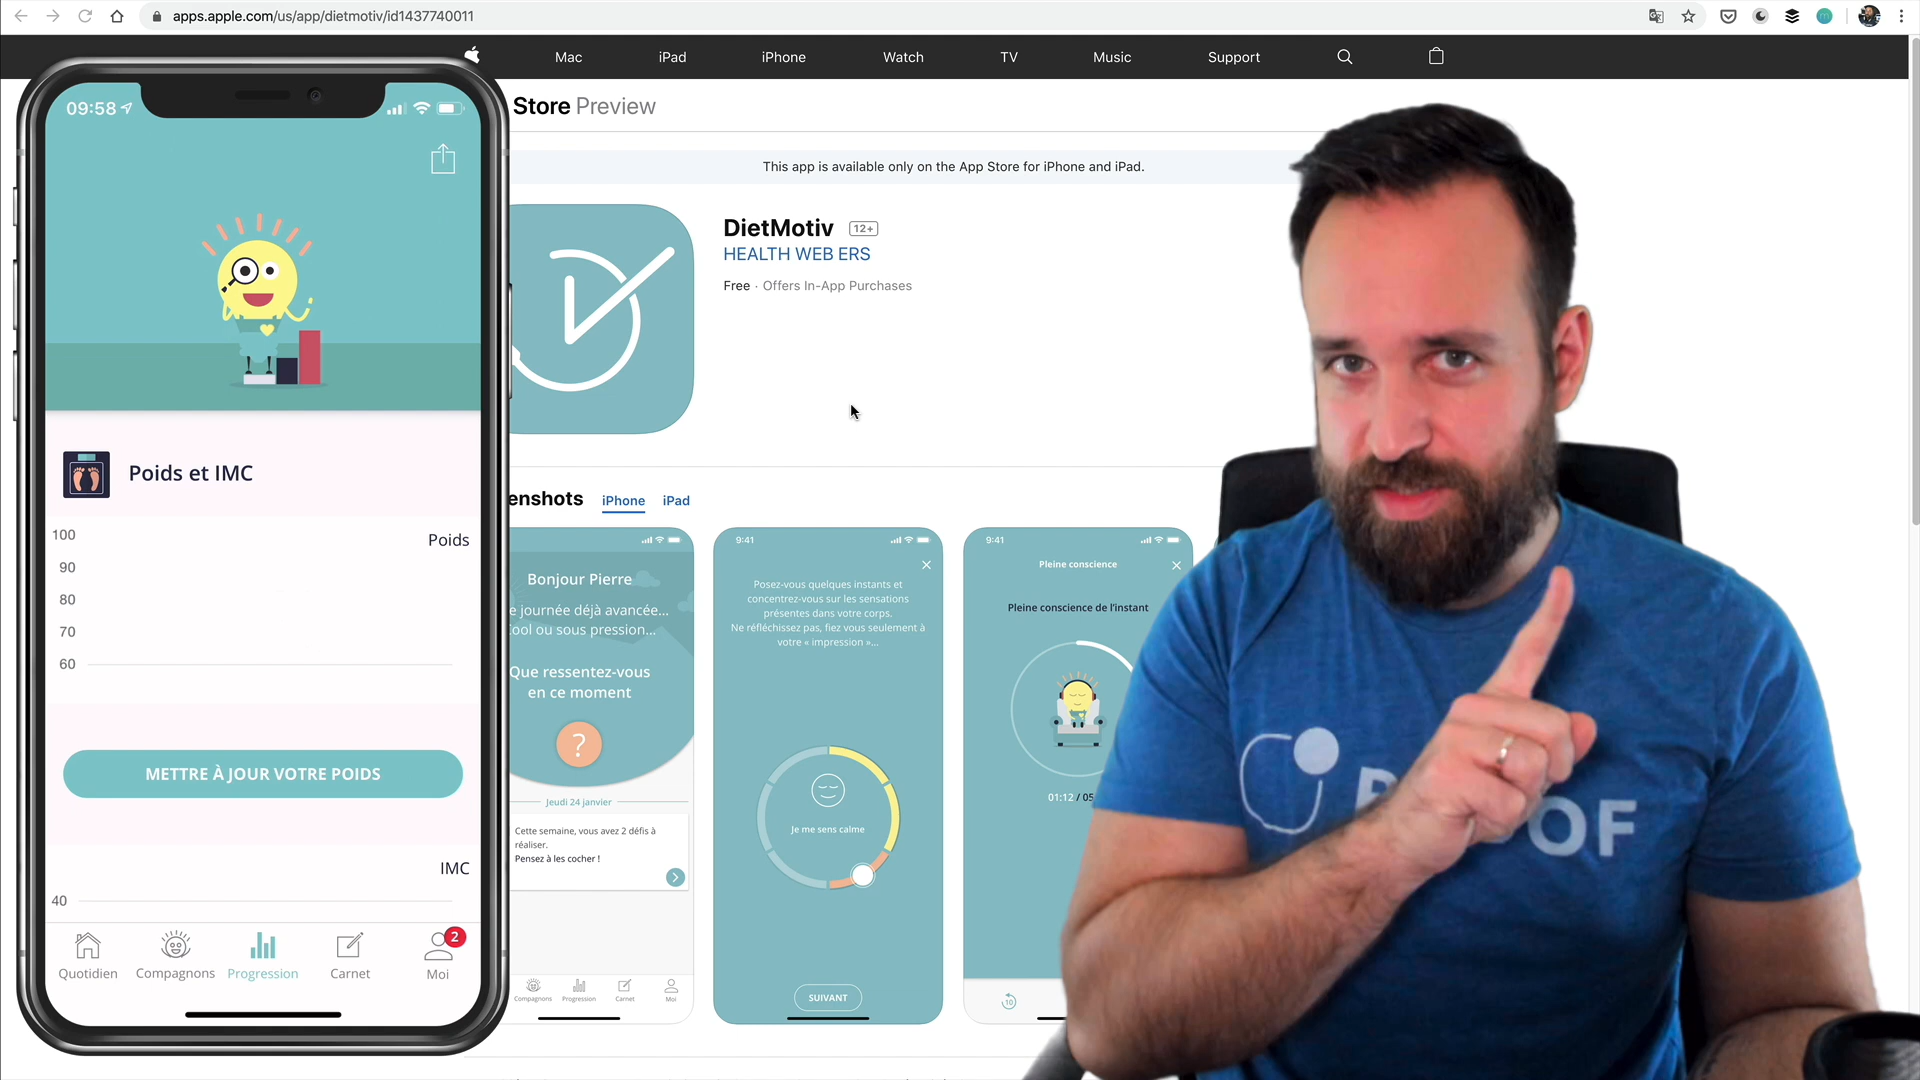 apps.apple.com/us/app/dietmotiv/id1437740011
Mac
iPad
iPhone
Watch
TV
Music
Support
Store Preview
This app is available only on the App Store for iPhone and iPad.
DietMotiv 12+
HEALTH WEB ERS
Free · Offers In-App Purchases
enshots
iPhone
iPad
09:58
Poids et IMC
Poids
100
90
80
70
60
METTRE À JOUR VOTRE POIDS
IMC
40
Quotidien
Compagnons
Progression
Carnet
Moi
2
Bonjour Pierre
e journée déjà avancée...
ool ou sous pression...
Que ressentez-vous
en ce moment
?
Jeudi 24 janvier
Cette semaine, vous avez 2 défis à
réaliser.
Pensez à les cocher !
Compagnons
Progression
Carnet
Moi
9:41
Posez-vous quelques instants et
concentrez-vous sur les sensations
présentes dans votre corps.
Ne réfléchissez pas, fiez vous seulement à
votre « impression »...
Je me sens calme
SUIVANT
9:41
Pleine conscience
Pleine conscience de l'instant
01:12 / 05
10
OF